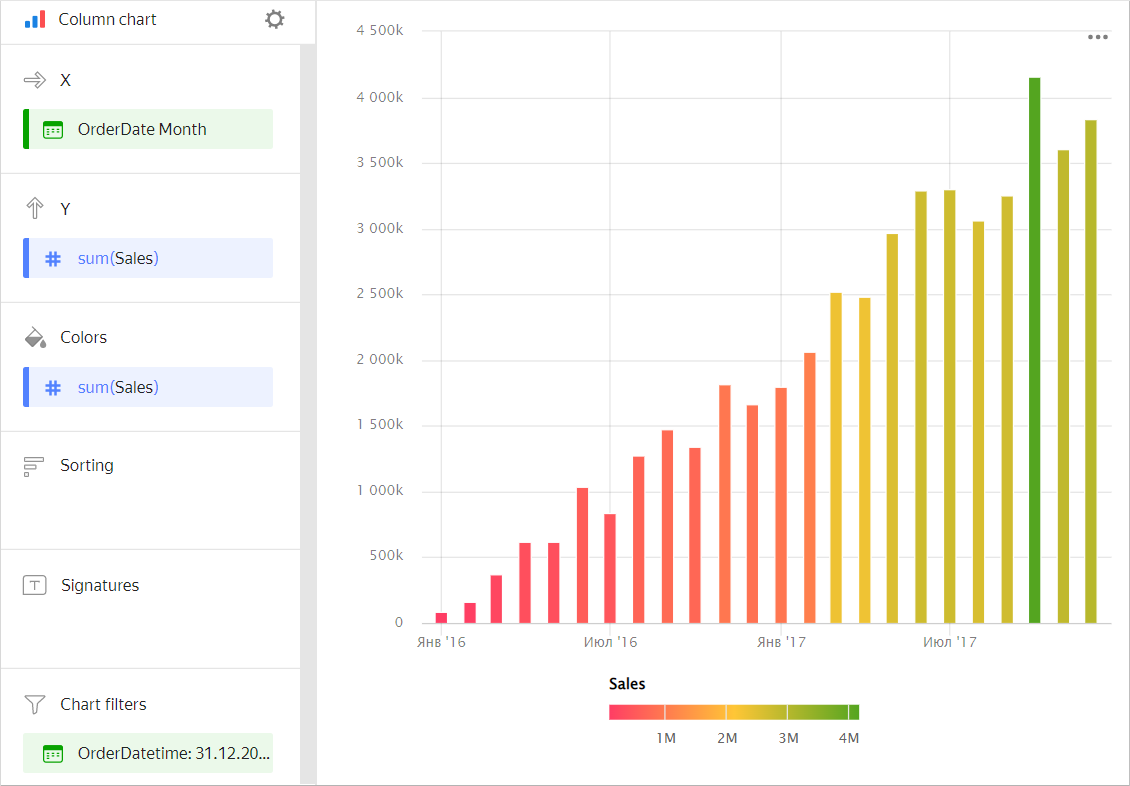 Column chart
X
OrderDate Month
Y
sum(Sales)
Colors
sum(Sales)
Sorting
Signatures
Chart filters
OrderDatetime: 31.12.20...
4 500k
4 000k
3 500k
3 000k
2 500k
2 000k
1 500k
1 000k
500k
0
Янв '16
Июл '16
Янв '17
Июл '17
Sales
1M
2M
3M
4M